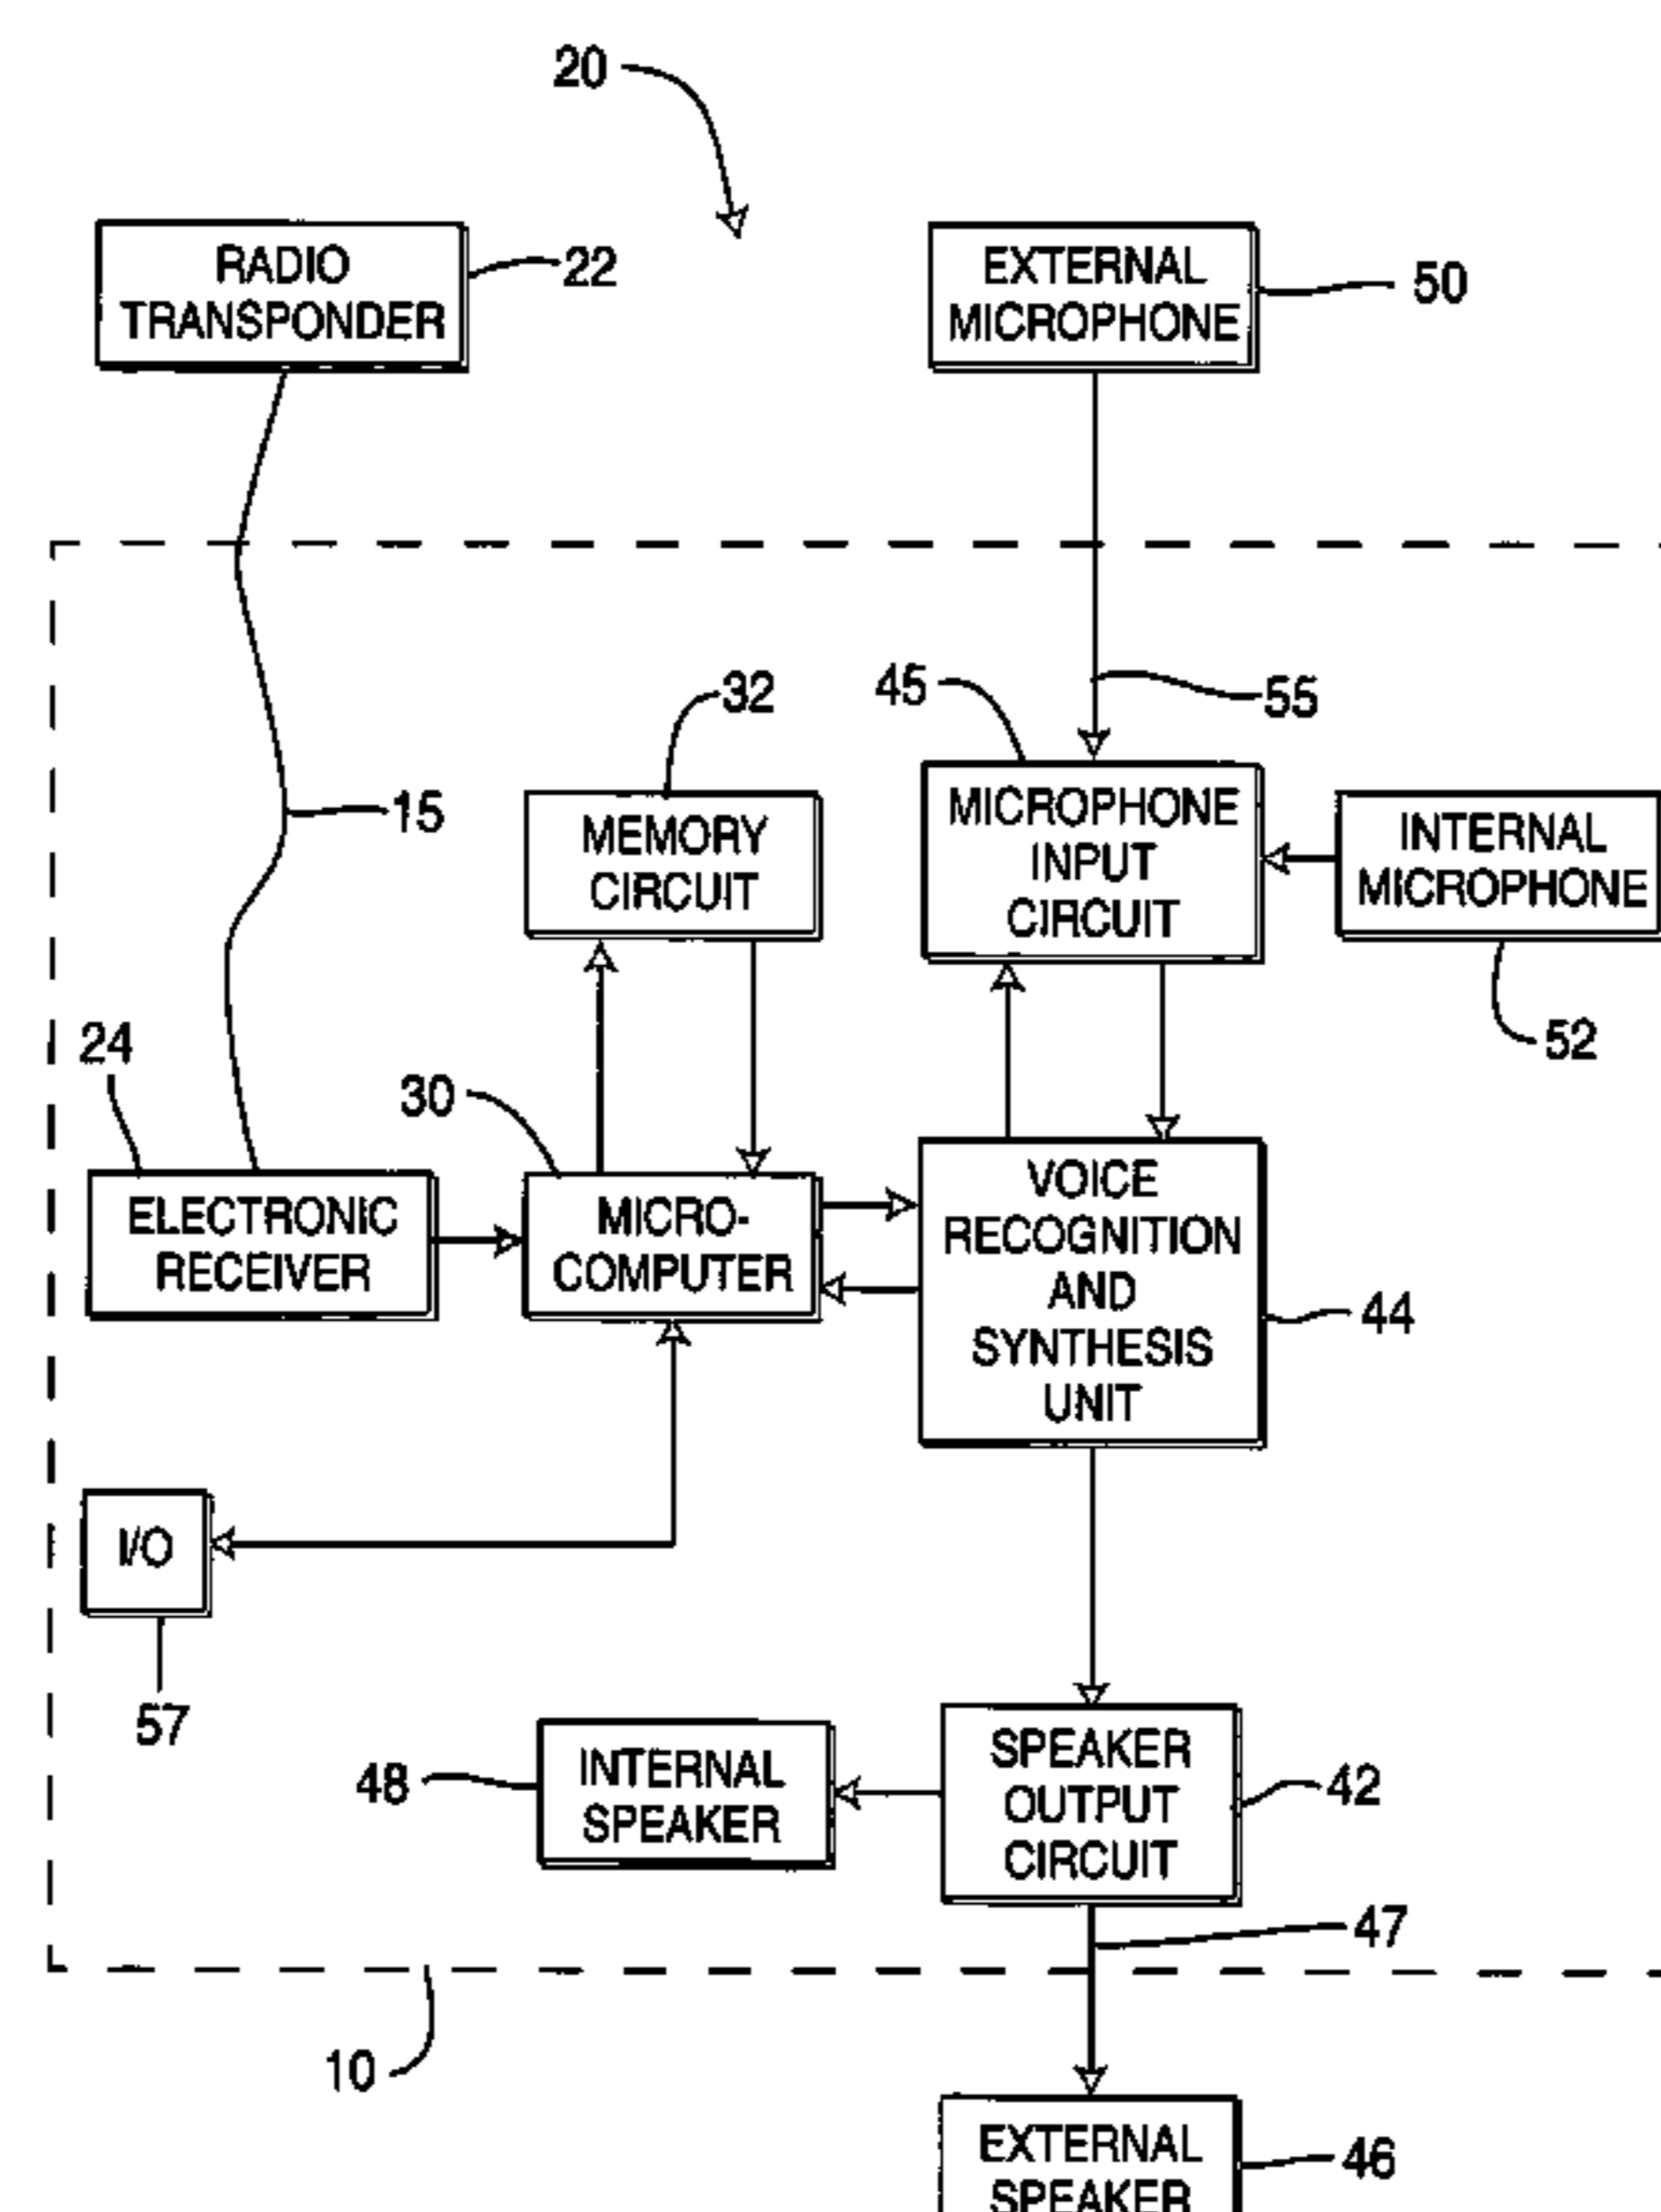 20
RADIO
TRANSPONDER
22
EXTERNAL
MICROPHONE
50
32
45
55
15
MEMORY
CIRCUIT
MICROPHONE
INPUT
CIRCUIT
INTERNAL
MICROPHONE
52
24
30
ELECTRONIC
RECEIVER
MICRO-
COMPUTER
VOICE
RECOGNITION
AND
SYNTHESIS
UNIT
44
I/O
57
48
INTERNAL
SPEAKER
SPEAKER
OUTPUT
CIRCUIT
42
47
10
EXTERNAL
SPEAKER
46